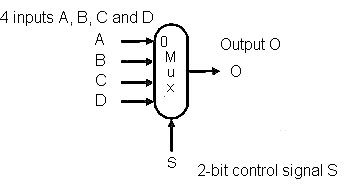 4 inputs A, B, C and D
A
B
C
D
0
M
u
x
Output O
O
S
2-bit control signal S